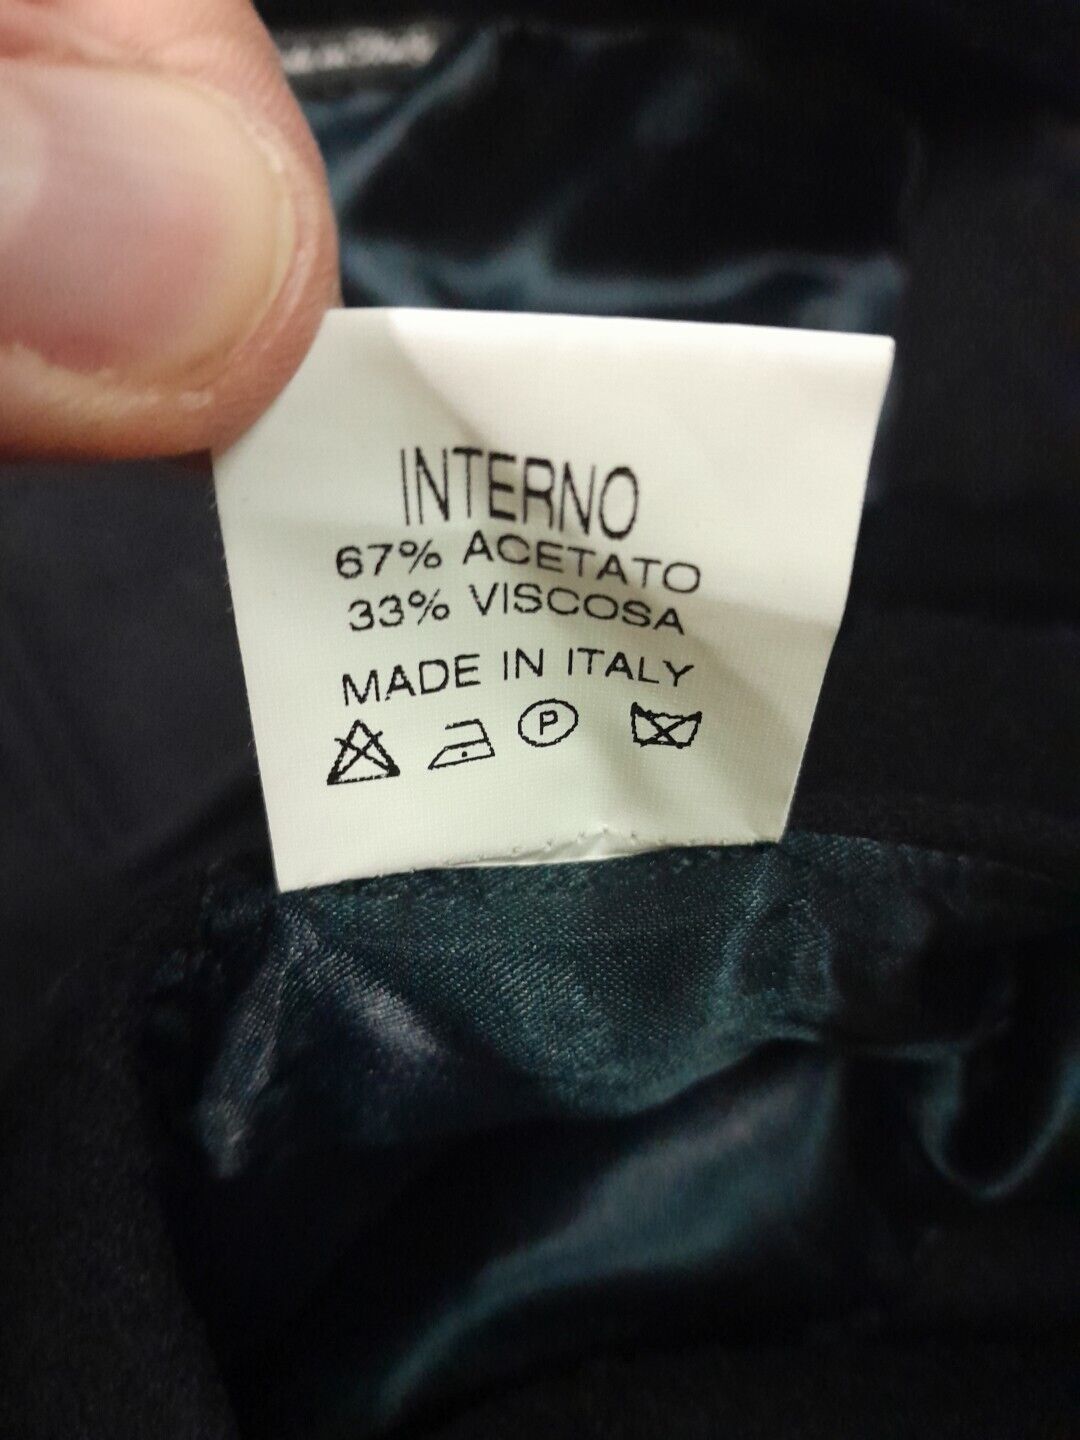 INTERNO
67% ACETATO
33% VISCOSA
MADE IN ITALY
P